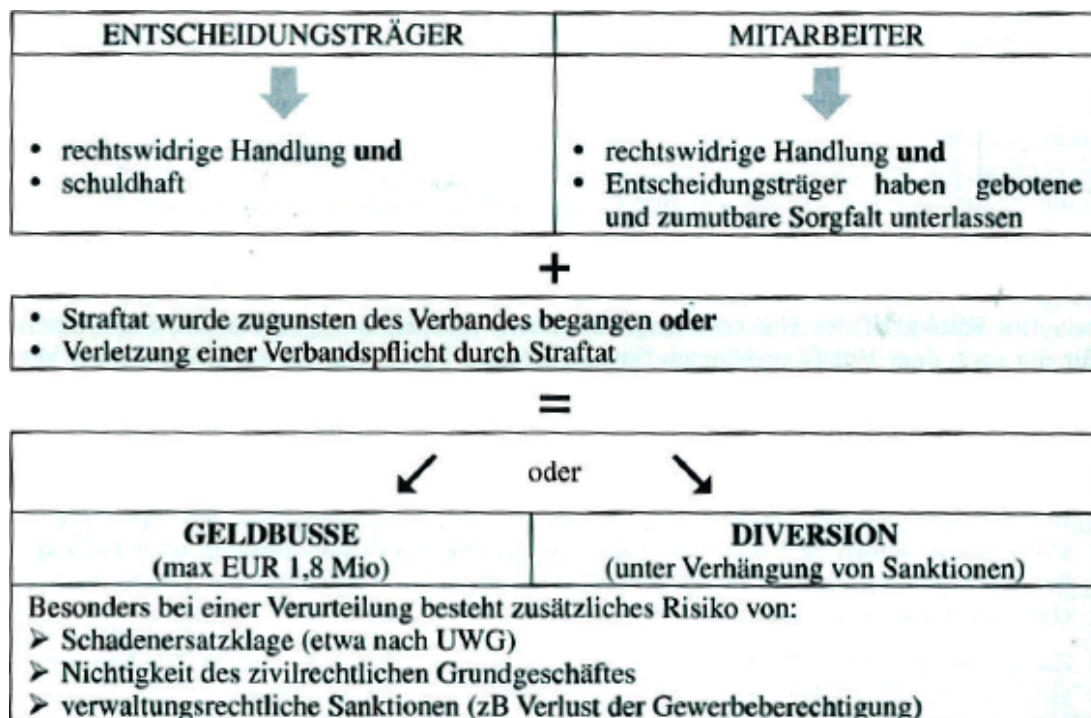 ENTSCHEIDUNGSTRÄGER
MITARBEITER
• rechtswidrige Handlung und
• schuldhaft
• rechtswidrige Handlung und
• Entscheidungsträger haben gebotene
und zumutbare Sorgfalt unterlassen
+
• Straftat wurde zugunsten des Verbandes begangen oder
• Verletzung einer Verbandspflicht durch Straftat
=
oder
GELDBUSSE
(max EUR 1,8 Mio)
DIVERSION
(unter Verhängung von Sanktionen)
Besonders bei einer Verurteilung besteht zusätzliches Risiko von:
➢ Schadenersatzklage (etwa nach UWG)
➢ Nichtigkeit des zivilrechtlichen Grundgeschäftes
➢ verwaltungsrechtliche Sanktionen (zB Verlust der Gewerbeberechtigung)